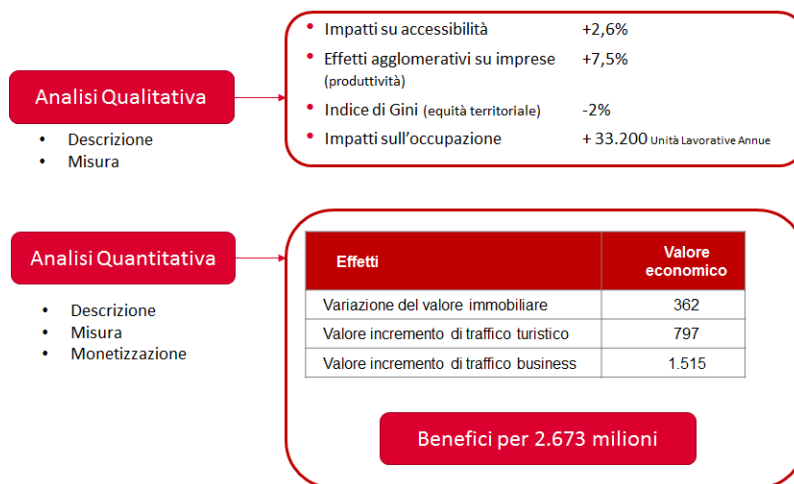 Analisi Qualitativa
• Descrizione
• Misura
• Impatti su accessibilità +2,6%
• Effetti agglomerativi su imprese +7,5%
(produttività)
• Indice di Gini (equità territoriale) -2%
• Impatti sull'occupazione + 33.200 Unità Lavorative Annue
Analisi Quantitativa
• Descrizione
• Misura
• Monetizzazione
Effetti Valore economico
Variazione del valore immobiliare 362
Valore incremento di traffico turistico 797
Valore incremento di traffico business 1.515
Benefici per 2.673 milioni